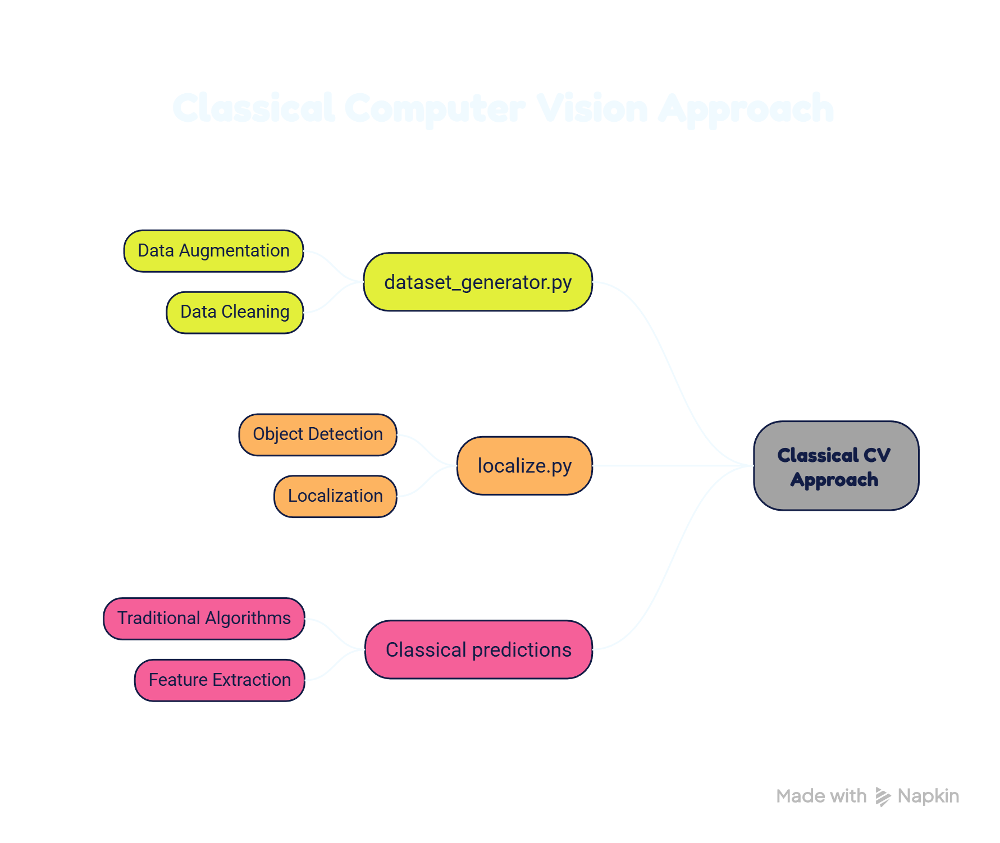 Classical Computer Vision Approach
Data Augmentation
dataset_generator.py
Data Cleaning
Object Detection
localize.py
Localization
Classical CV
Approach
Traditional Algorithms
Classical predictions
Feature Extraction
Made with Napkin